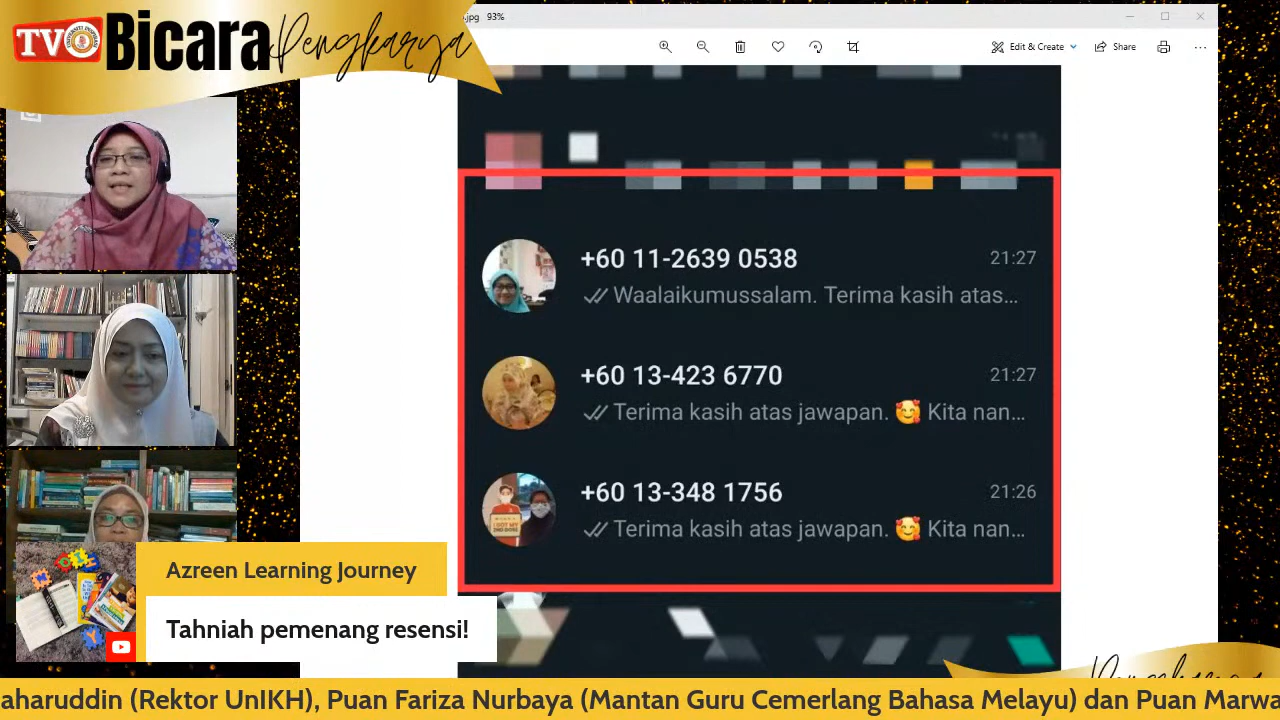 TV Bicara Pengkarya
.jpg 93%
Edit & Create
Share
+60 11-2639 0538
21:27
Waalaikumussalam. Terima kasih atas...
+60 13-423 6770
21:27
Terima kasih atas jawapan. 🥰 Kita nan...
+60 13-348 1756
21:26
Terima kasih atas jawapan. 🥰 Kita nan...
Azreen Learning Journey
Tahniah pemenang resensi!
Pengkarya
aharuddin (Rektor UnIKH), Puan Fariza Nurbaya (Mantan Guru Cemerlang Bahasa Melayu) dan Puan Marwa